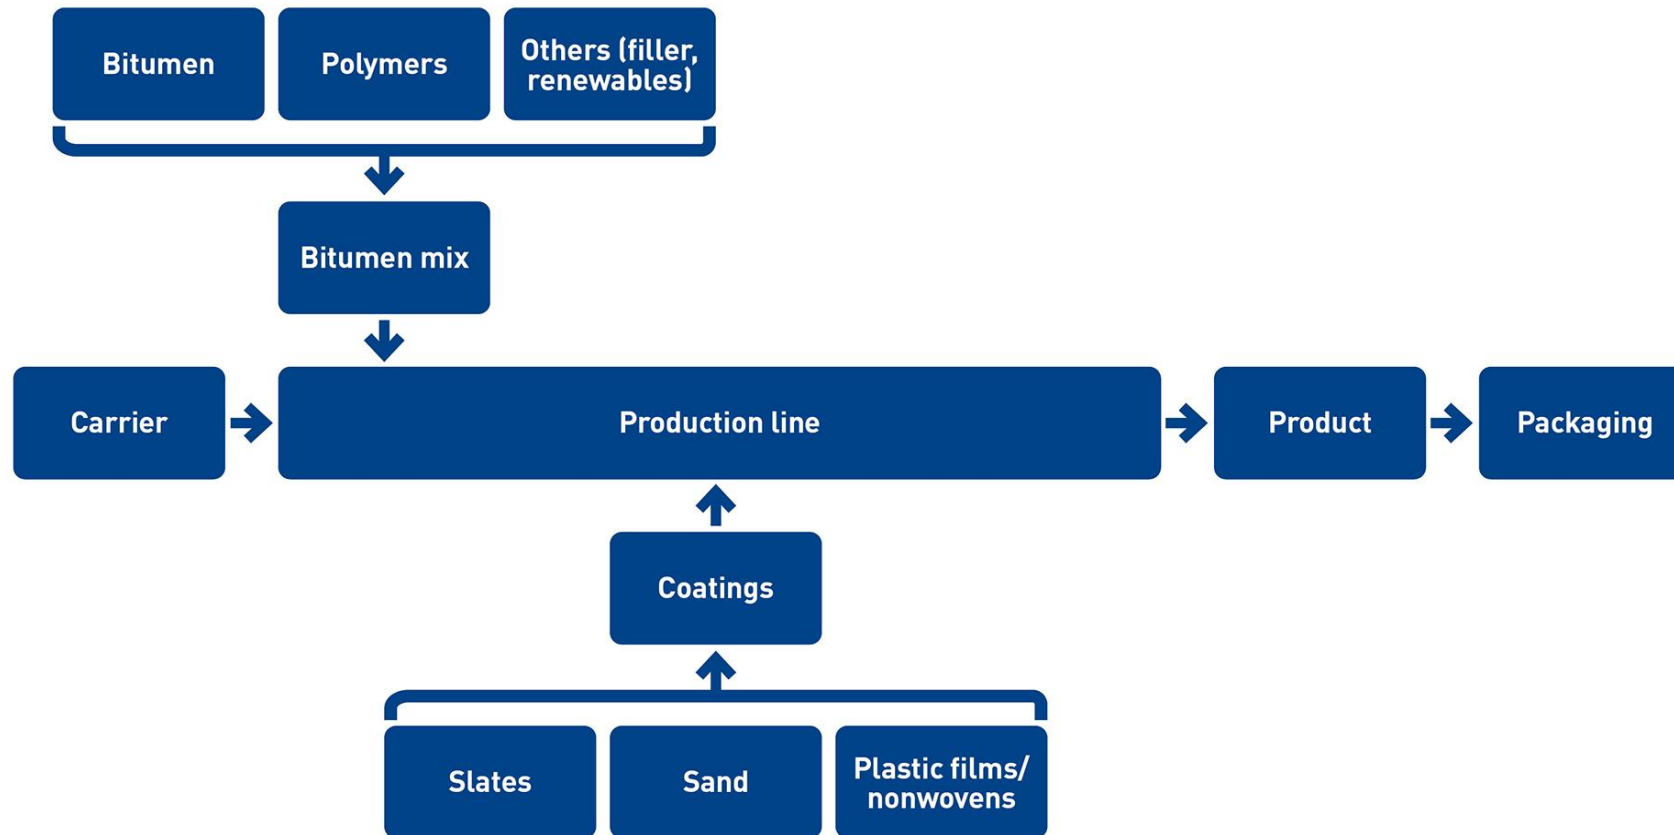 Bitumen
Polymers
Others (filler,
renewables)
Bitumen mix
Carrier
Production line
Product
Packaging
Coatings
Slates
Sand
Plastic films/
nonwovens